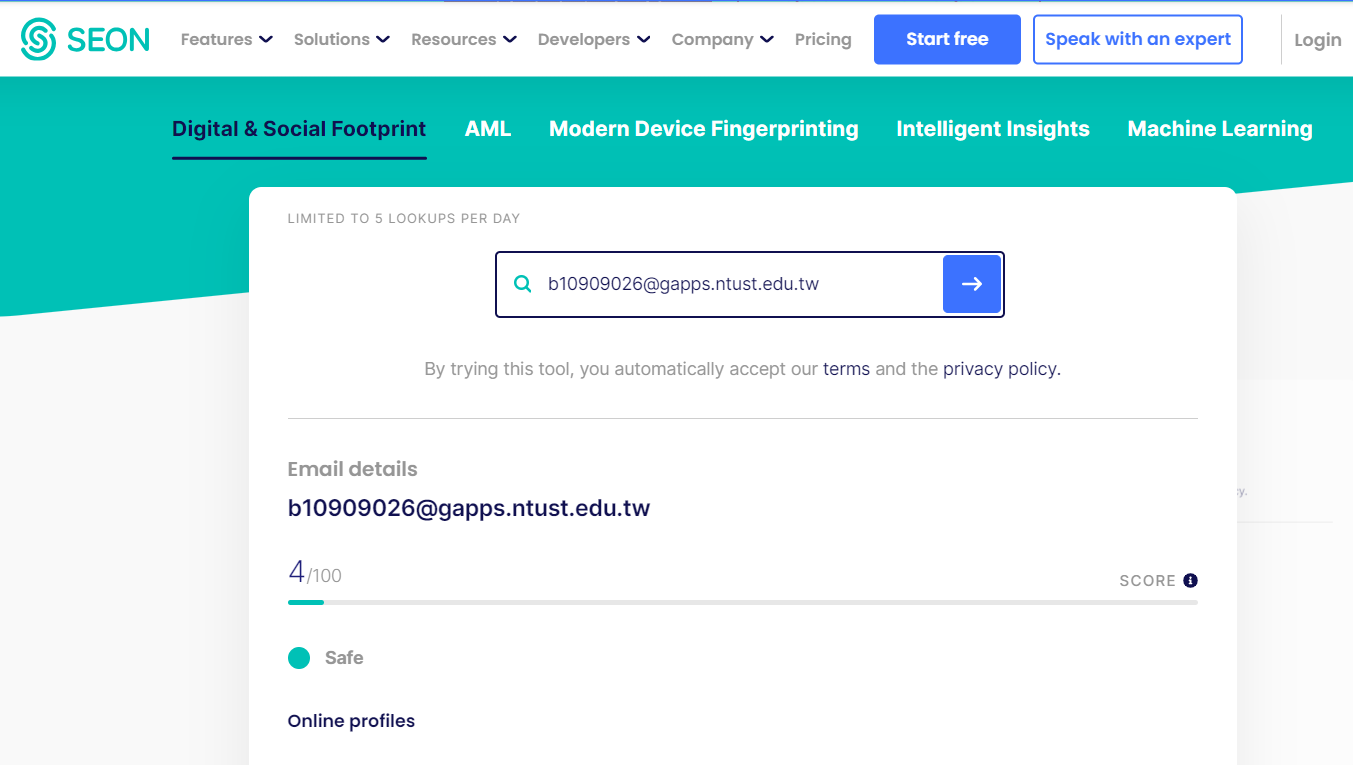 SEON Features Solutions Resources Developers Company Pricing Start free Speak with an expert Login
Digital & Social Footprint AML Modern Device Fingerprinting Intelligent Insights Machine Learning
LIMITED TO 5 LOOKUPS PER DAY
b10909026@gapps.ntust.edu.tw
By trying this tool, you automatically accept our terms and the privacy policy.
Email details
cy.
b10909026@gapps.ntust.edu.tw
4/100
SCORE
Safe
Online profiles